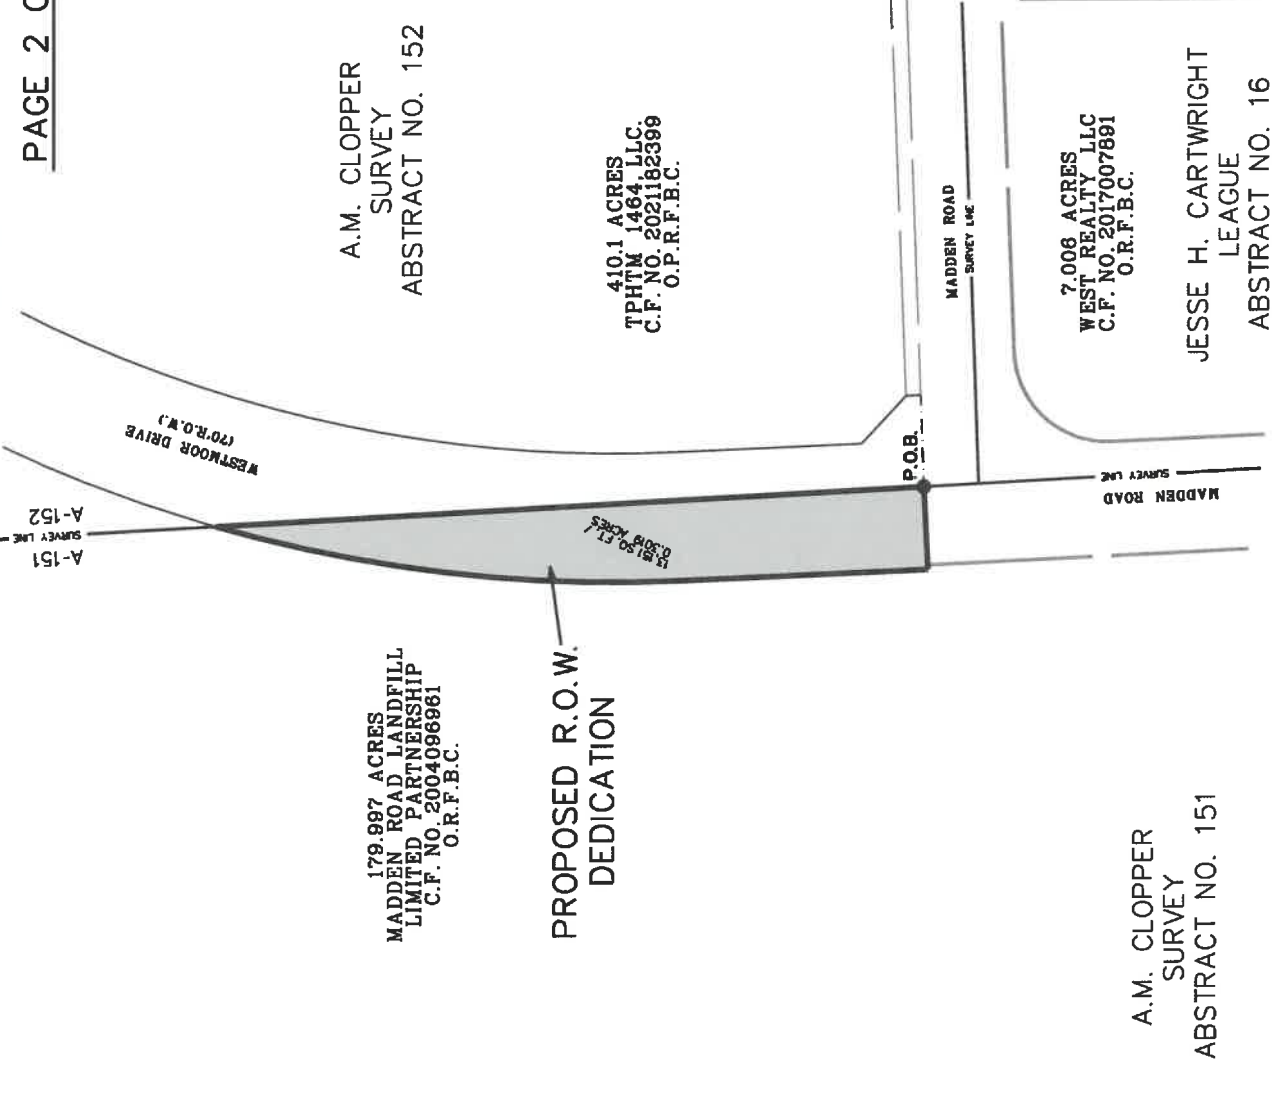 PAGE 2 O
A.M. CLOPPER
SURVEY
ABSTRACT NO. 152
410.1 ACRES
TPHTM 1464, LLC.
C.F. NO. 2021182399
O.P.R.F.B.C.
MADDEN ROAD
SURVEY LINE
7.006 ACRES
WEST REALTY LLC
C.F. NO. 2017007891
O.R.F.B.C.
JESSE H. CARTWRIGHT
LEAGUE
ABSTRACT NO. 16
WESTMOOR DRIVE
(70' R.O.W.)
A-152
SURVEY LINE
A-151
P.O.B.
SURVEY LINE
MADDEN ROAD
13,151 SQ. FT./
0.3019 ACRES
179.997 ACRES
MADDEN ROAD LANDFILL
LIMITED PARTNERSHIP
C.F. NO. 2004096961
O.R.F.B.C.
PROPOSED R.O.W.
DEDICATION
A.M. CLOPPER
SURVEY
ABSTRACT NO. 151